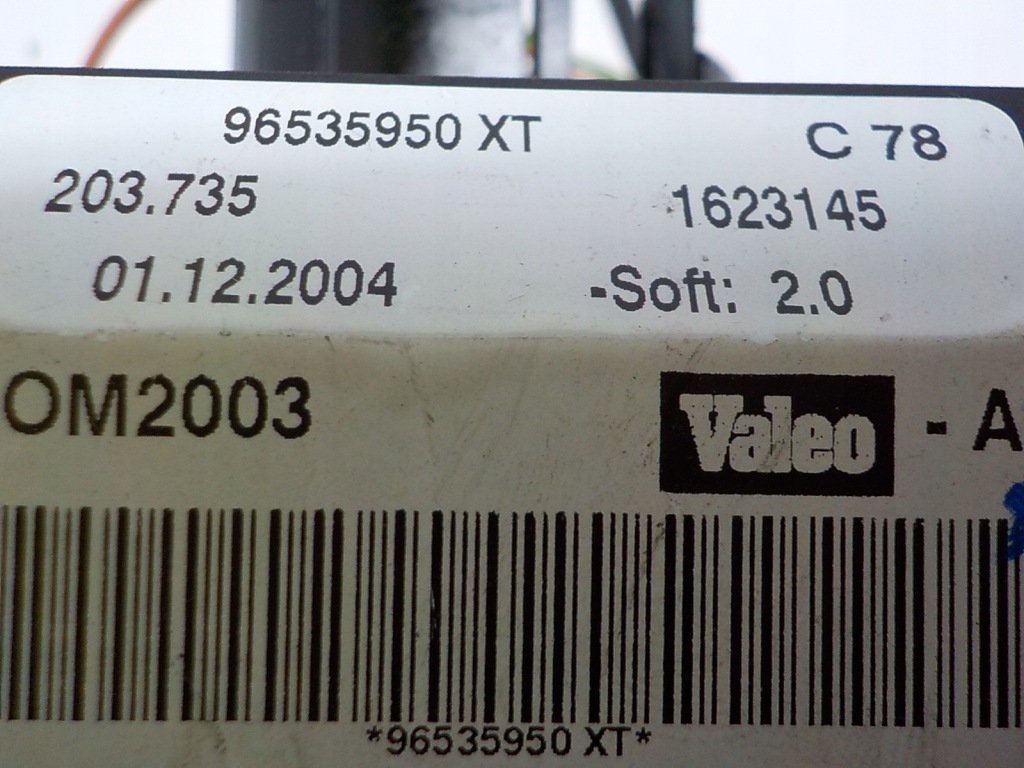 96535950 XT C 78
203.735 1623145
01.12.2004 -Soft: 2.0
OM2003 Valeo - A
*96535950 XT*